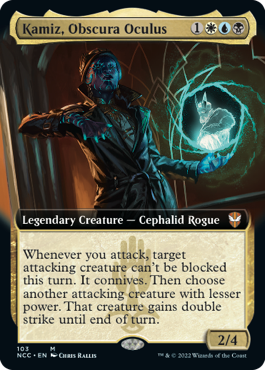 Kamiz, Obscura Oculus 1
Legendary Creature — Cephalid Rogue
Whenever you attack, target
attacking creature can't be blocked
this turn. It connives. Then choose
another attacking creature with lesser
power. That creature gains double
strike until end of turn.
2/4
103 M
NCC • EN Chris Rallis ™ & © 2022 Wizards of the Coast